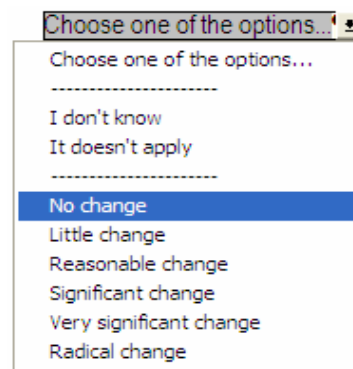 Choose one of the options...
Choose one of the options...
----------------------
I don't know
It doesn't apply
----------------------
No change
Little change
Reasonable change
Significant change
Very significant change
Radical change